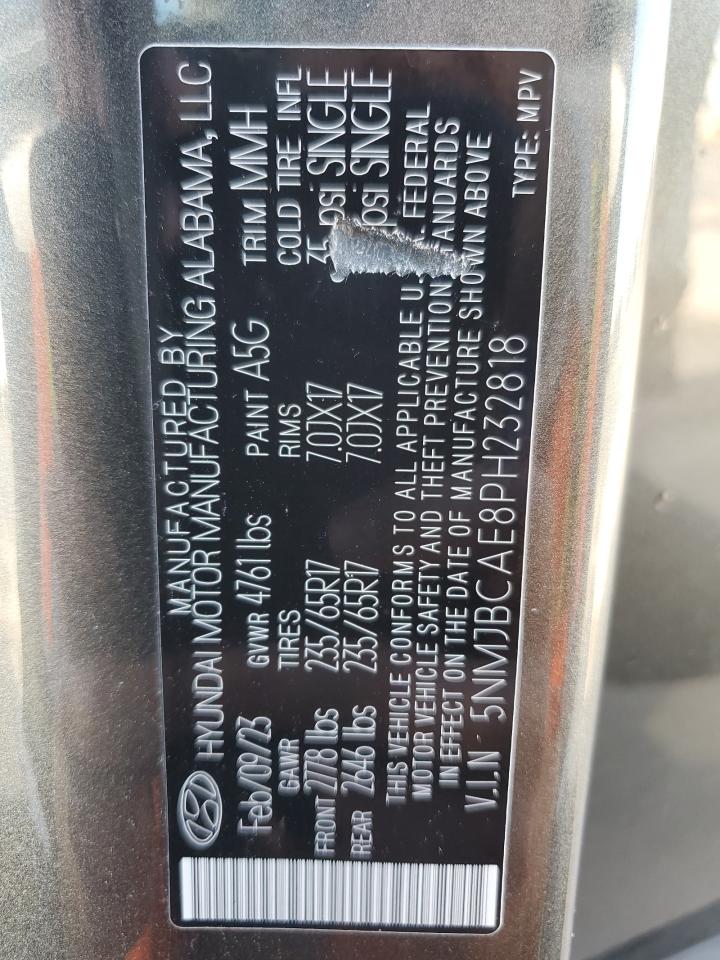 MANUFACTURED BY
HYUNDAI MOTOR MANUFACTURING ALABAMA, LLC
Feb/09/23 GVWR 4761 lbs PAINT A5G TRIM MMH
GAWR TIRES RIMS COLD TIRE INFL
FRONT 2778 lbs 235/65R17 7.0JX17 psi SINGLE
REAR 2646 lbs 235/65R17 7.0JX17 psi SINGLE
THIS VEHICLE CONFORMS TO ALL APPLICABLE FEDERAL
MOTOR VEHICLE SAFETY AND THEFT PREVENTION STANDARDS
IN EFFECT ON THE DATE OF MANUFACTURE SHOWN ABOVE
V.I.N 5NMJBCAE8PH232818 TYPE: MPV